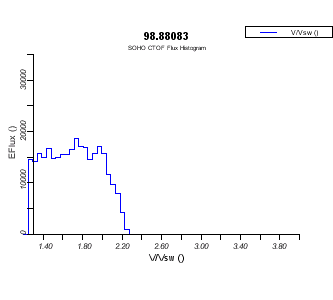 98.88083
SOHO CTOF Flux Histogram
V/Vsw ()
EFlux ()
30000
20000
10000
0
1.40 1.80 2.20 2.60 3.00 3.40 3.80
V/Vsw ()